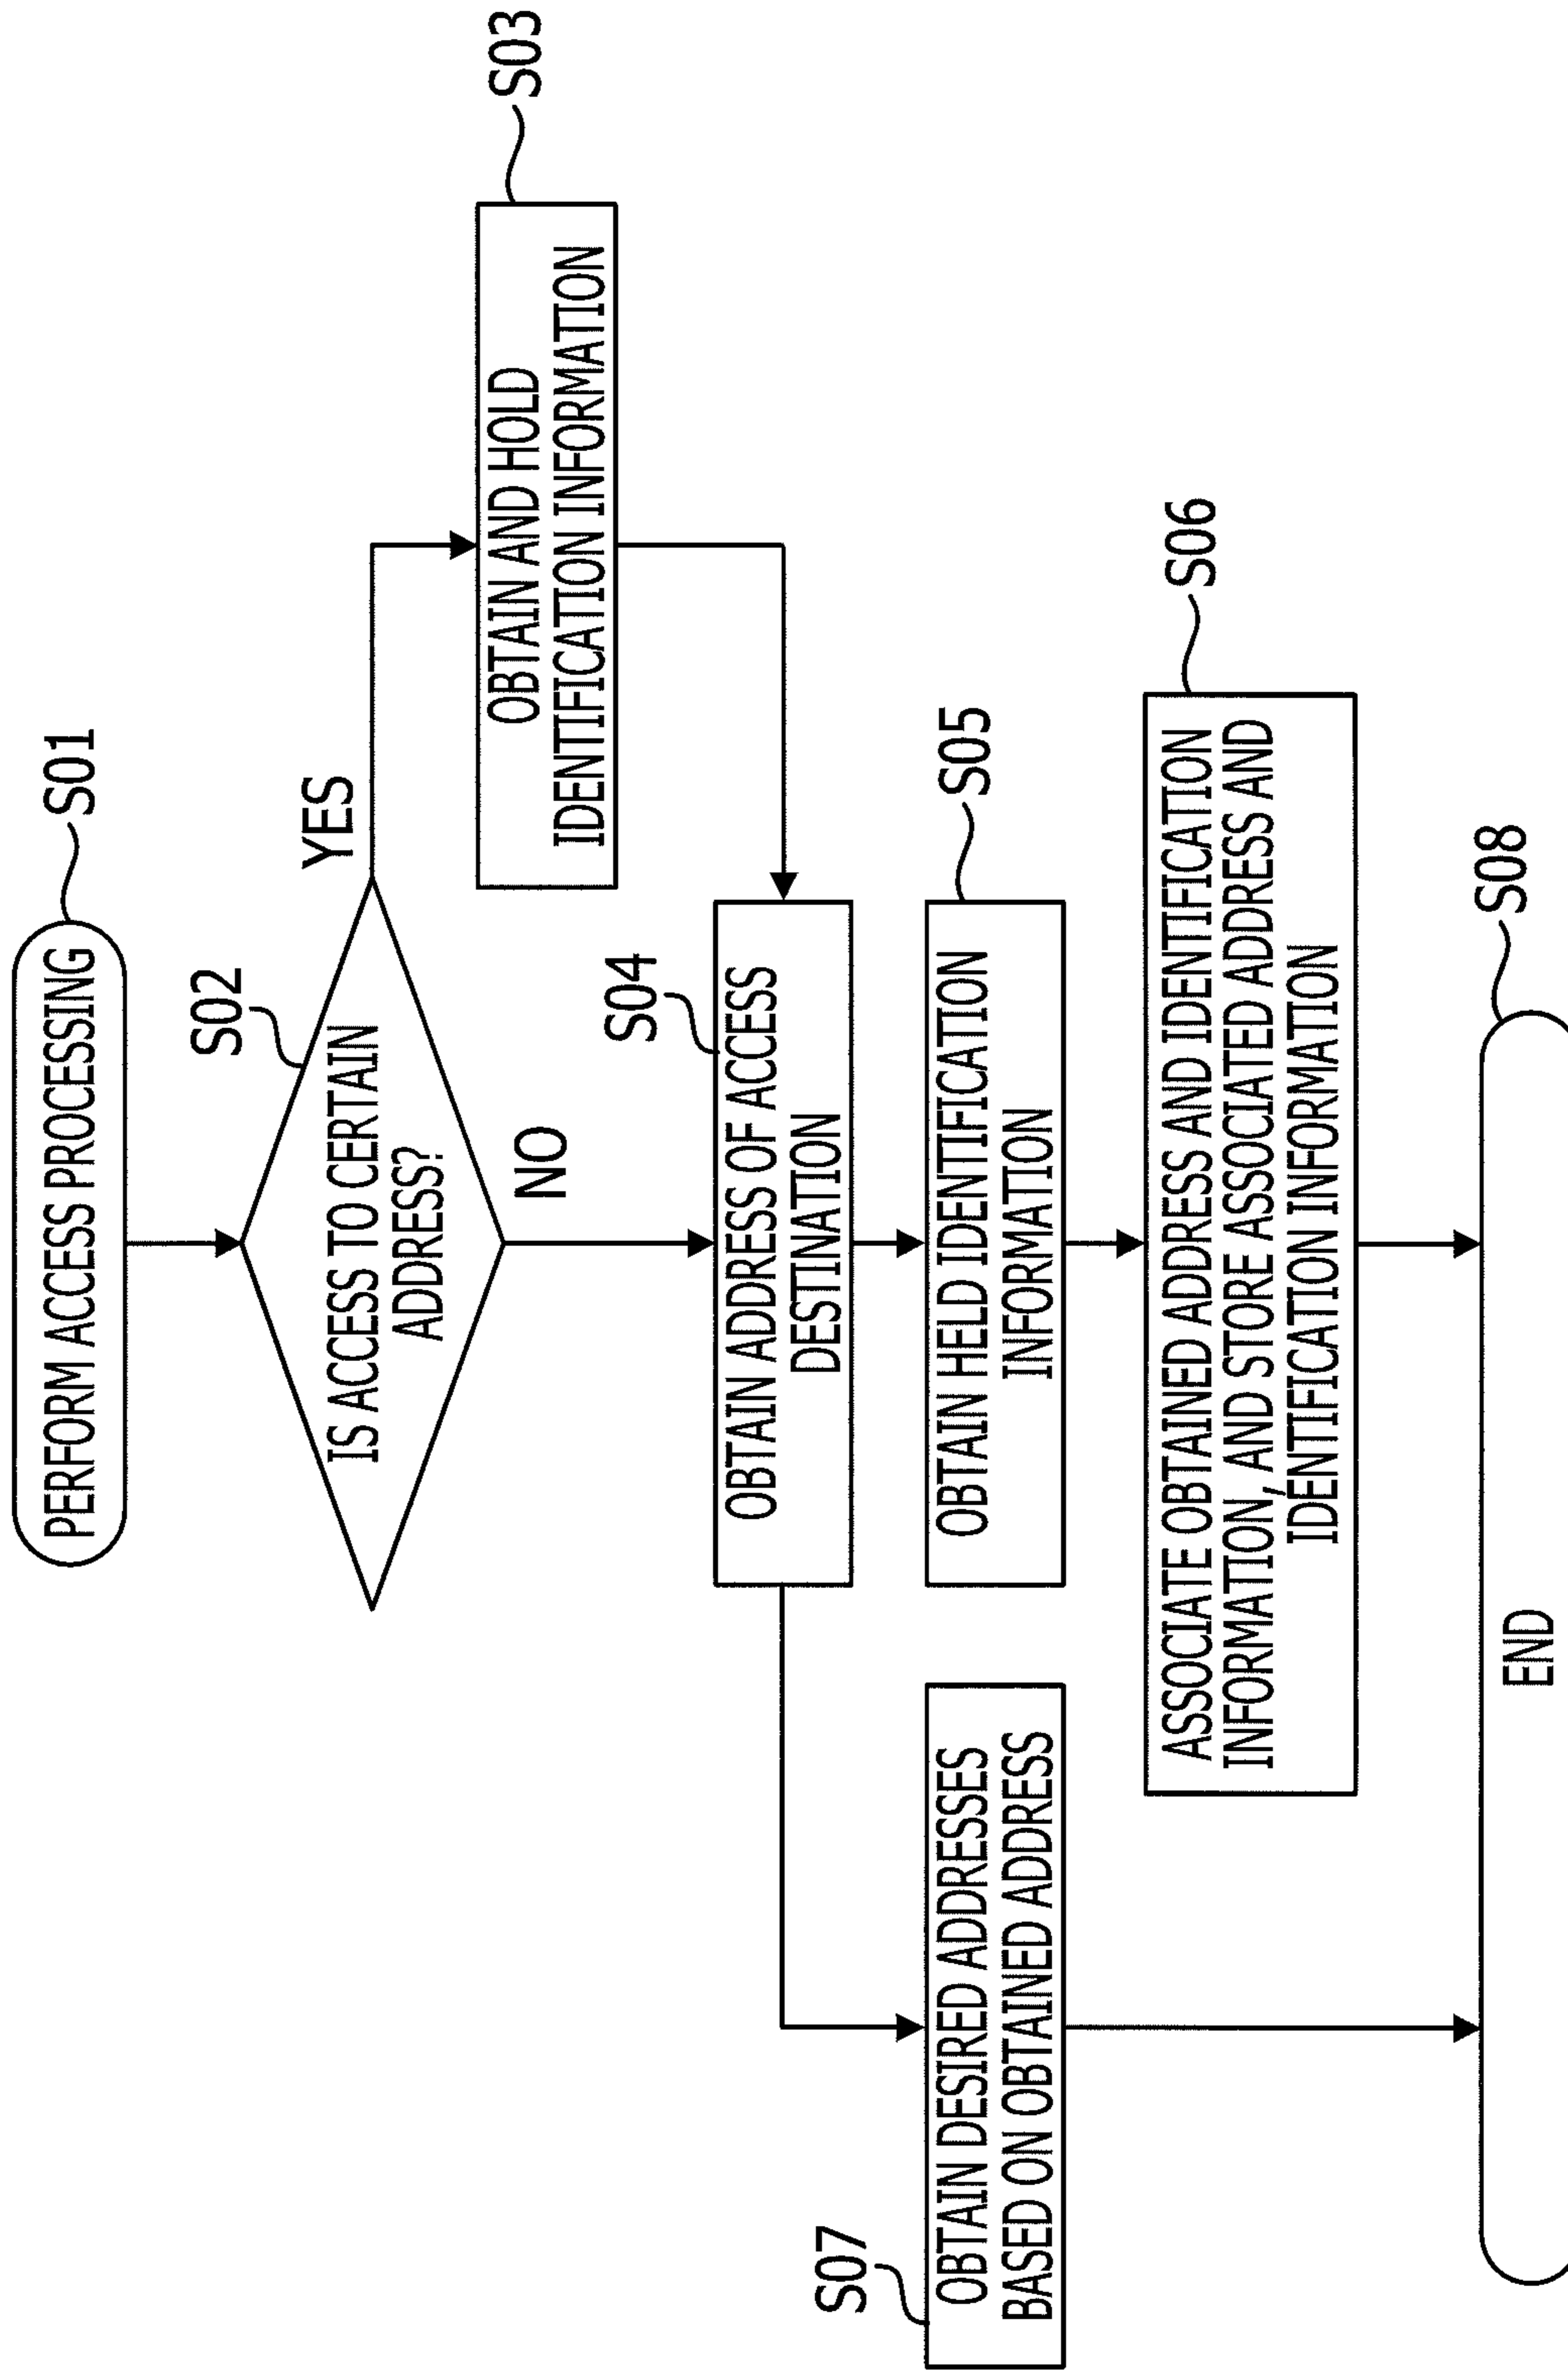 PERFORM ACCESS PROCESSING
S01
S02
IS ACCESS TO CERTAIN
ADDRESS?
YES
NO
OBTAIN AND HOLD
IDENTIFICATION INFORMATION
S03
S04
OBTAIN ADDRESS OF ACCESS
DESTINATION
S07
OBTAIN DESIRED ADDRESSES
BASED ON OBTAINED ADDRESS
OBTAIN HELD IDENTIFICATION
INFORMATION
S05
ASSOCIATE OBTAINED ADDRESS AND IDENTIFICATION
INFORMATION, AND STORE ASSOCIATED ADDRESS AND
IDENTIFICATION INFORMATION
S06
END
S08